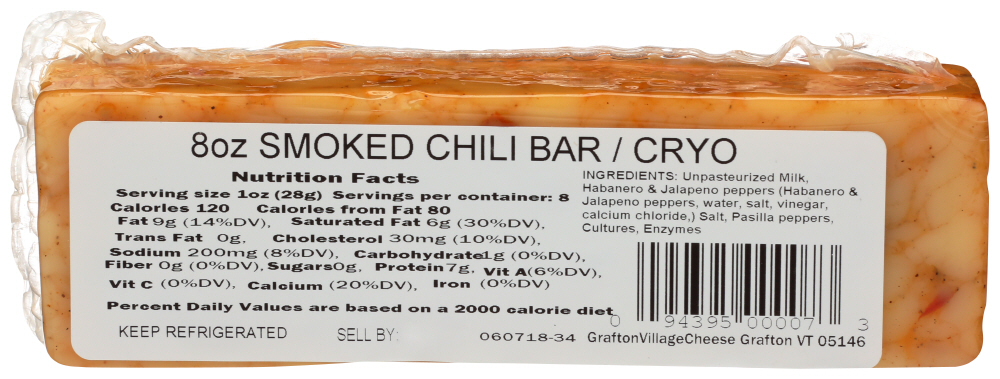 8oz SMOKED CHILI BAR / CRYO
Nutrition Facts
Serving size 1oz (28g) Servings per container: 8
Calories 120 Calories from Fat 80
Fat 9g (14%DV), Saturated Fat 6g (30%DV),
Trans Fat 0g, Cholesterol 30mg (10%DV),
Sodium 200mg (8%DV), Carbohydrate1g (0%DV),
Fiber 0g (0%DV), Sugars0g, Protein7g, Vit A(6%DV),
Vit C (0%DV), Calcium (20%DV), Iron (0%DV)
Percent Daily Values are based on a 2000 calorie diet
INGREDIENTS: Unpasteurized Milk,
Habanero & Jalapeno peppers (Habanero &
Jalapeno peppers, water, salt, vinegar,
calcium chloride,) Salt, Pasilla peppers,
Cultures, Enzymes
0 94395 00007 3
KEEP REFRIGERATED SELL BY: 060718-34 GraftonVillageCheese Grafton VT 05146